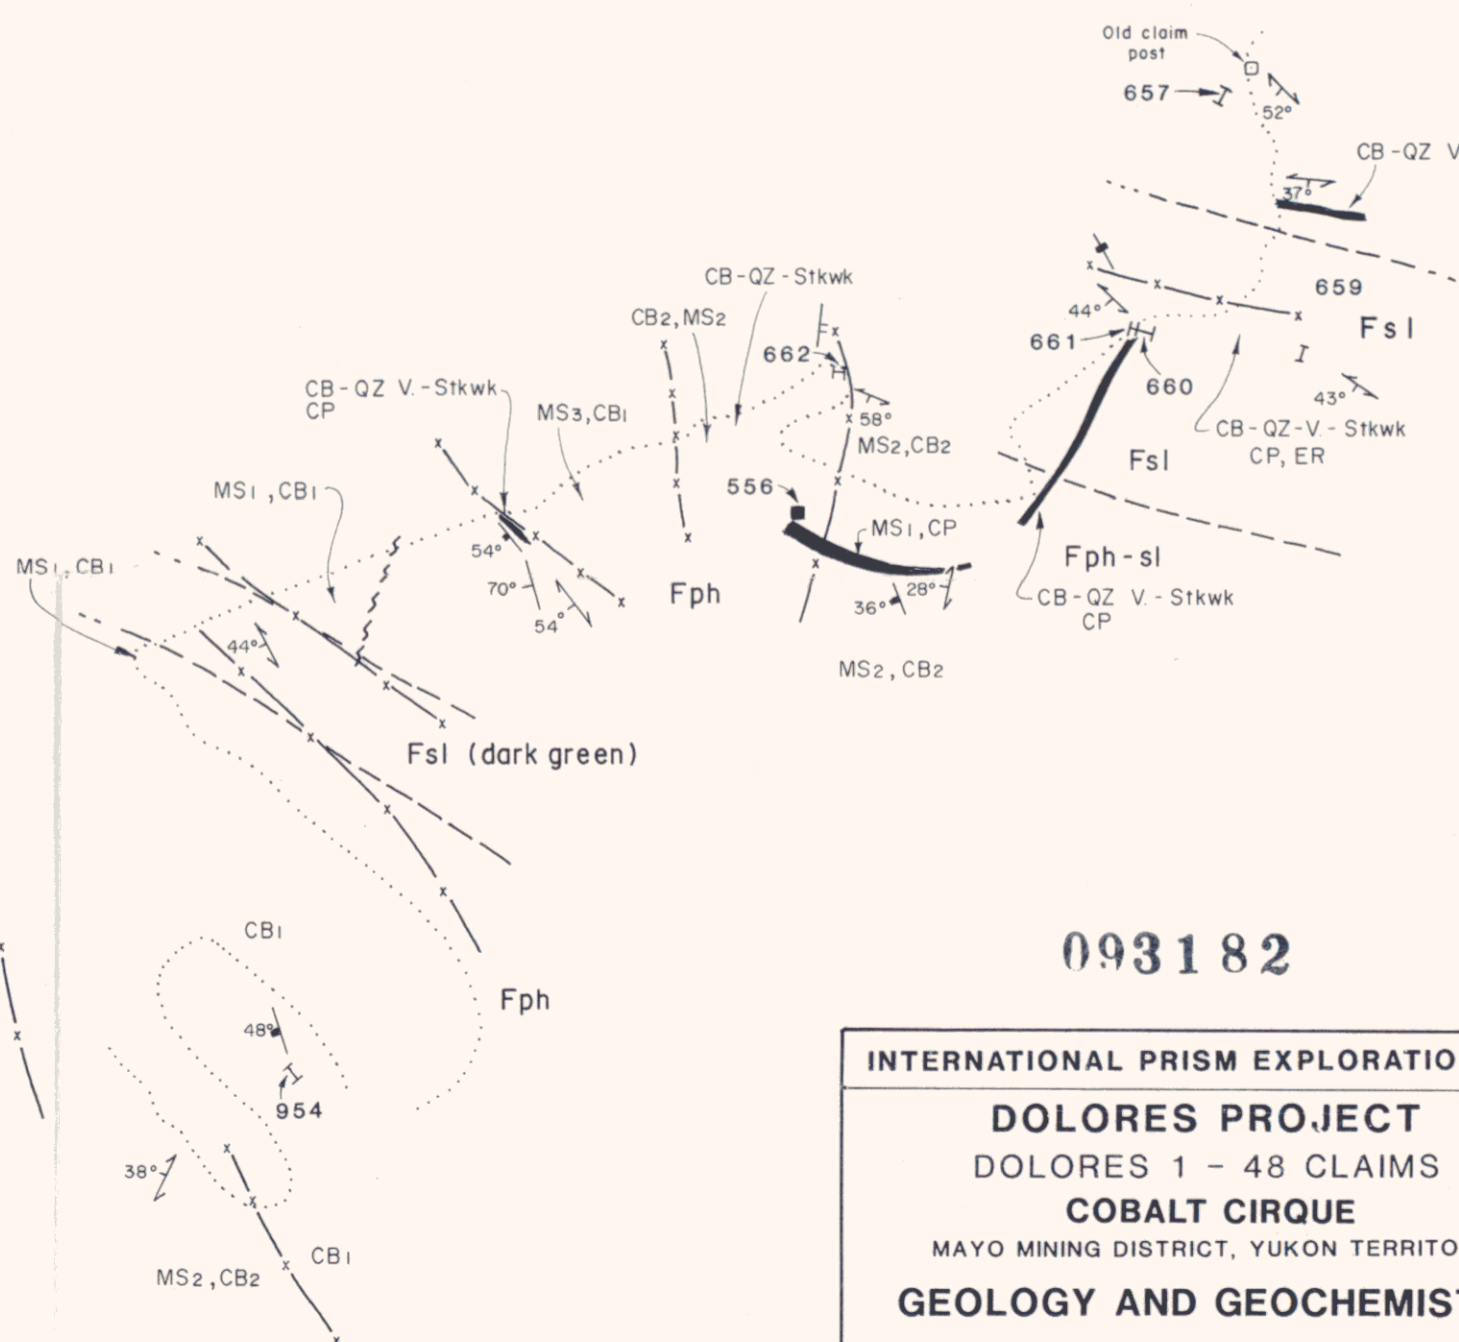 Old claim
post
657
52°
CB-QZ V
37°
659
Fsl
44°
661
660
43°
CB-QZ-V.-Stkwk
CP, ER
CB-QZ-Stkwk
CB2, MS2
662
58°
MS2, CB2
Fsl
CB-QZ V.-Stkwk
CP
MS3, CB1
556
MS1, CP
Fph-sl
CB-QZ V.-Stkwk
CP
MS1, CB1
54°
70°
54°
Fph
36°
28°
MS1, CB1
44°
MS2, CB2
Fsl (dark green)
CB1
48°
954
Fph
093182
38°
CB1
MS2, CB2
INTERNATIONAL PRISM EXPLORATIO
DOLORES PROJECT
DOLORES 1 - 48 CLAIMS
COBALT CIRQUE
MAYO MINING DISTRICT, YUKON TERRITO
GEOLOGY AND GEOCHEMIS